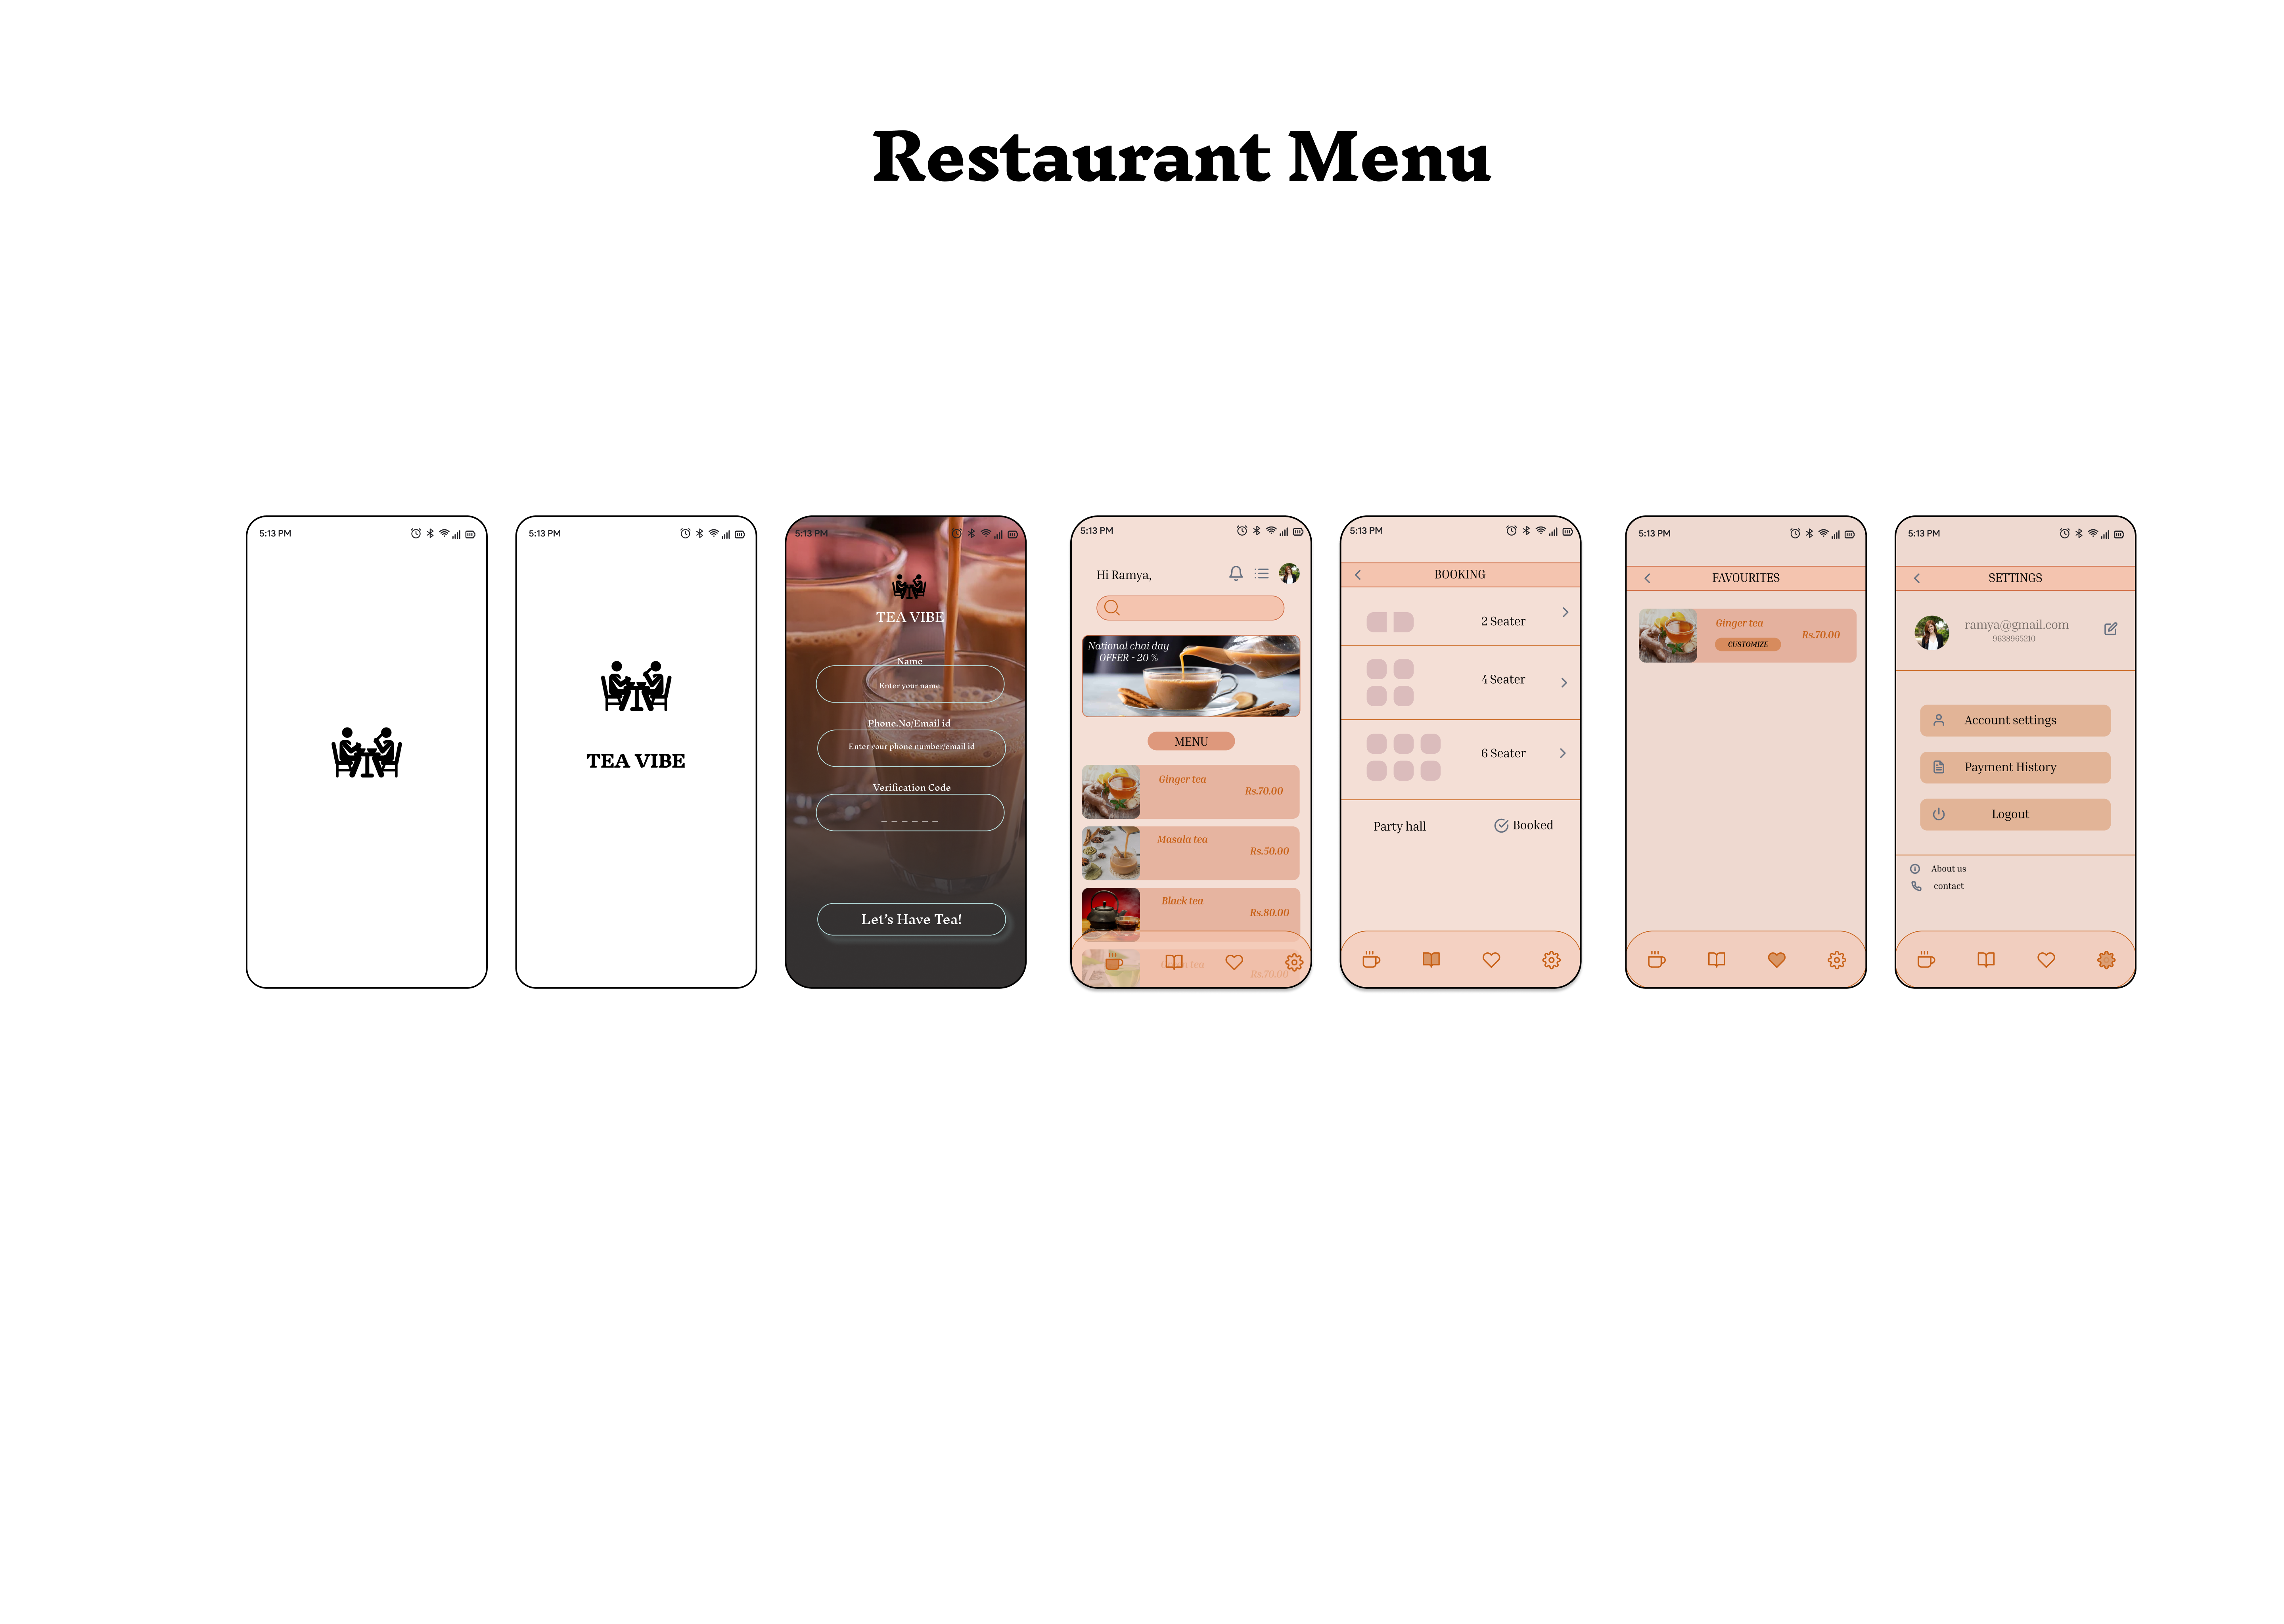 Restaurant Menu
5:13 PM
5:13 PM
TEA VIBE
5:13 PM
TEA VIBE
Name
Enter your name
Phone.No/Email id
Enter your phone number/email id
Verification Code
_ _ _ _ _ _
Let's Have Tea!
5:13 PM
Hi Ramya,
National chai day
OFFER - 20 %
MENU
Ginger tea
Rs.70.00
Masala tea
Rs.50.00
Black tea
Rs.80.00
tea
Rs.70.00
5:13 PM
BOOKING
2 Seater
4 Seater
6 Seater
Party hall
Booked
5:13 PM
FAVOURITES
Ginger tea
Rs.70.00
CUSTOMIZE
5:13 PM
SETTINGS
ramya@gmail.com
9638965210
Account settings
Payment History
Logout
About us
contact